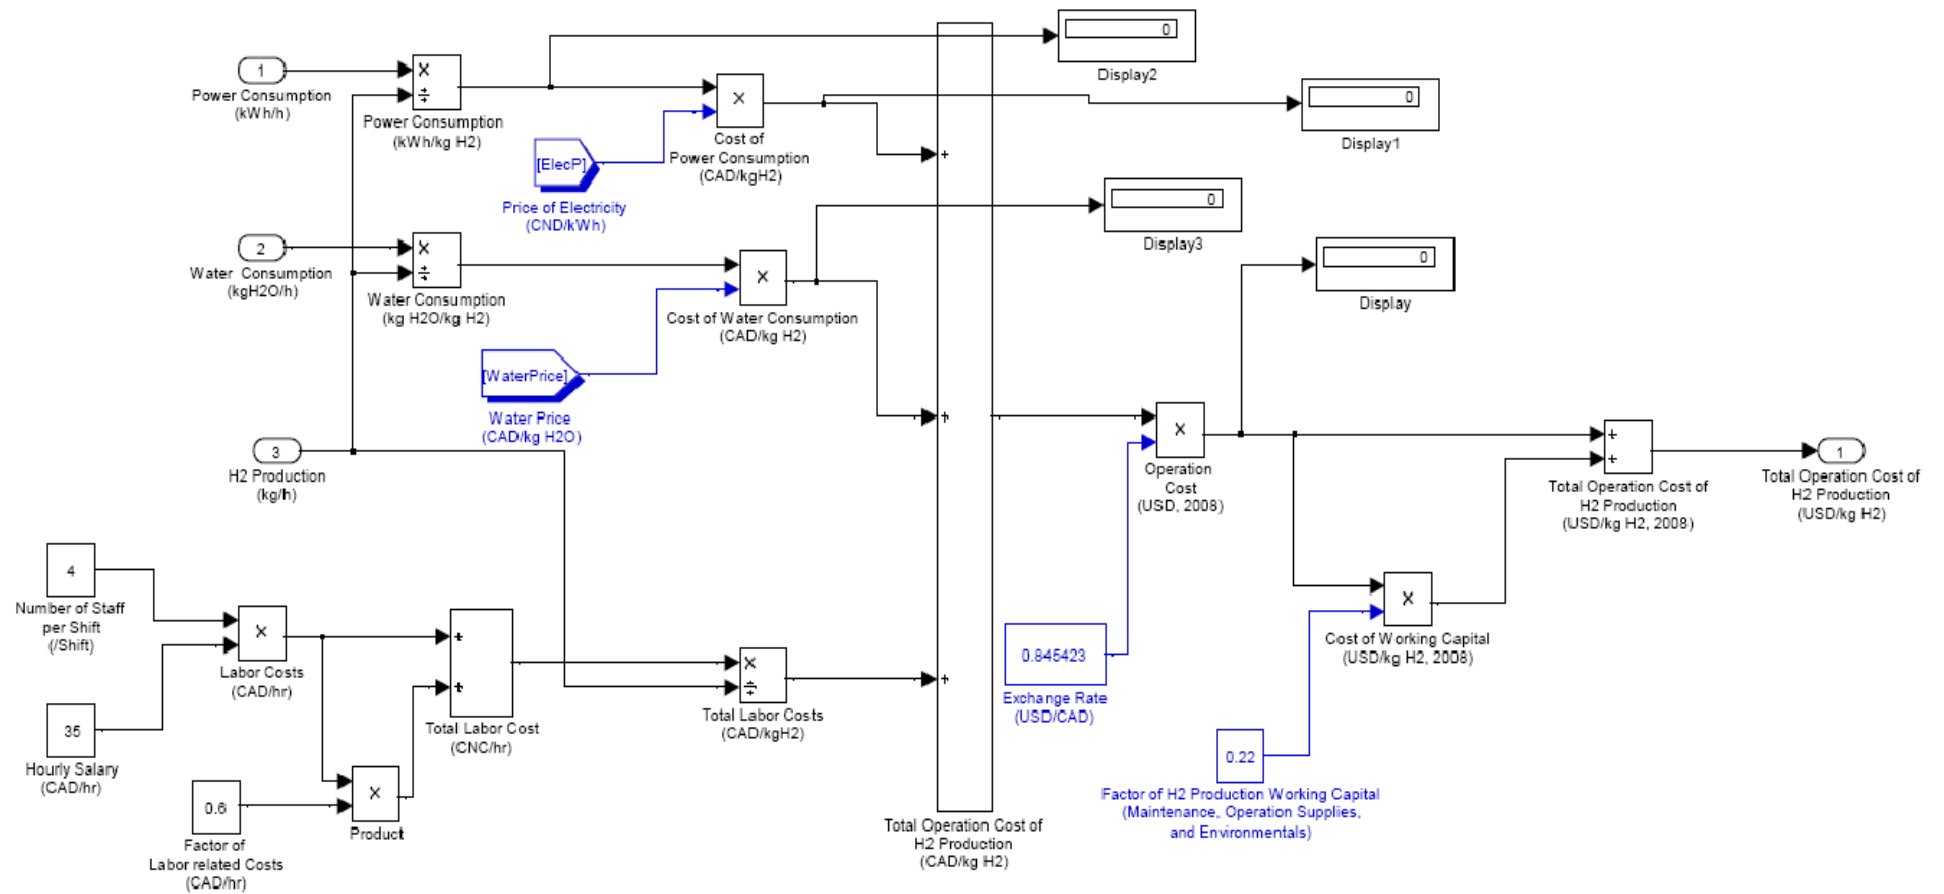 0
Display2
1
Power Consumption
(kWh/h)
×
÷
Power Consumption
(kWh/kg H2)
×
Cost of
Power Consumption
(CAD/kgH2)
0
Display1
[ElecP]
Price of Electricity
(CND/kWh)
+
0
Display3
2
Water Consumption
(kgH2O/h)
×
÷
Water Consumption
(kg H2O/kg H2)
×
Cost of Water Consumption
(CAD/kg H2)
0
Display
[WaterPrice]
Water Price
(CAD/kg H2O)
+
3
H2 Production
(kg/h)
×
Operation
Cost
(USD, 2008)
+
+
Total Operation Cost of
H2 Production
(USD/kg H2, 2008)
1
Total Operation Cost of
H2 Production
(USD/kg H2)
4
Number of Staff
per Shift
(/Shift)
×
Labor Costs
(CAD/hr)
35
Hourly Salary
(CAD/hr)
0.6
Factor of
Labor related Costs
(CAD/hr)
×
Product
+
+
Total Labor Cost
(CNC/hr)
×
÷
Total Labor Costs
(CAD/kgH2)
+
Total Operation Cost of
H2 Production
(CAD/kg H2)
0.845423
Exchange Rate
(USD/CAD)
×
Cost of Working Capital
(USD/kg H2, 2008)
0.22
Factor of H2 Production Working Capital
(Maintenance, Operation Supplies,
and Environmentals)